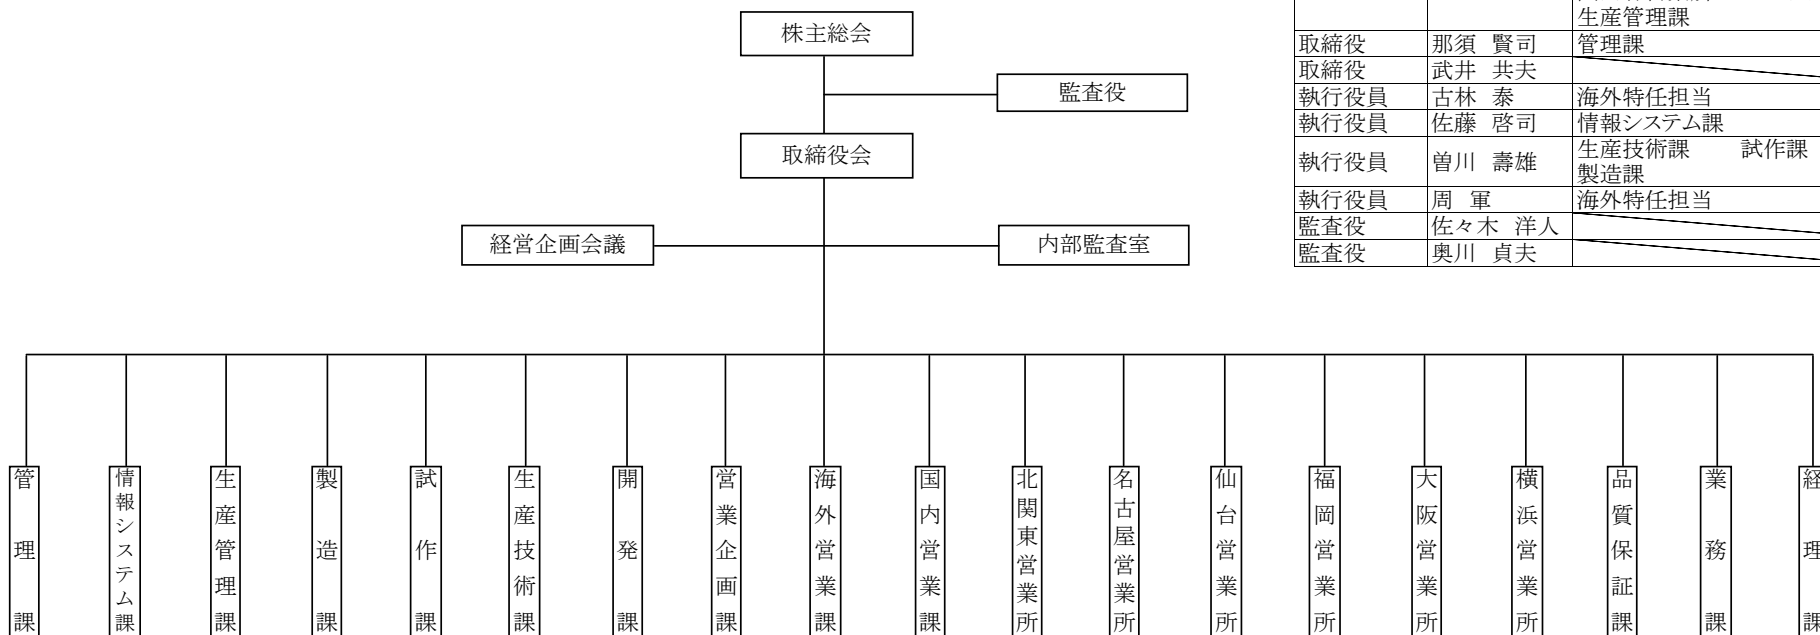 株主総会
監査役
取締役会
経営企画会議
内部監査室
生産管理課
取締役 那須 賢司 管理課
取締役 武井 共夫
執行役員 古林 泰 海外特任担当
執行役員 佐藤 啓司 情報システム課
執行役員 曽川 壽雄 生産技術課 試作課
製造課
執行役員 周 軍 海外特任担当
監査役 佐々木 洋人
監査役 奥川 貞夫
管理課
情報システム課
生産管理課
製造課
試作課
生産技術課
開発課
営業企画課
海外営業課
国内営業課
北関東営業所
名古屋営業所
仙台営業所
福岡営業所
大阪営業所
横浜営業所
品質保証課
業務課
経理課